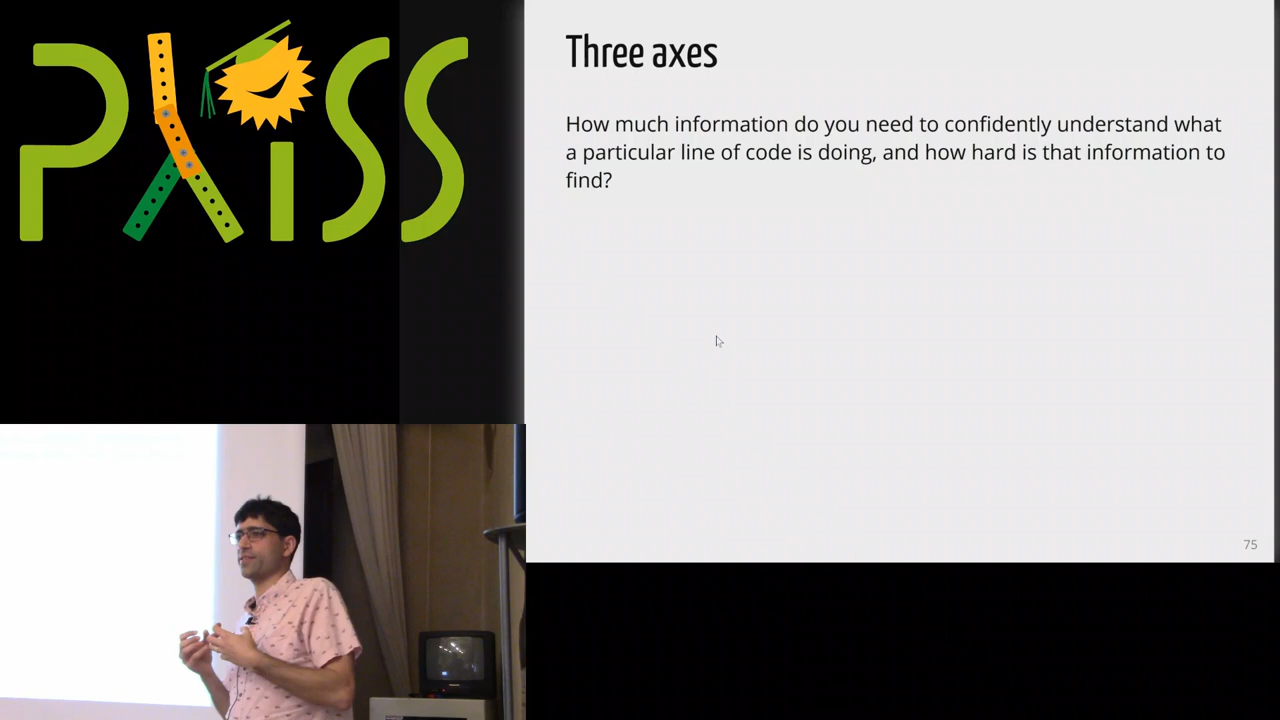 PLISS
Three axes
How much information do you need to confidently understand what
a particular line of code is doing, and how hard is that information to
find?
75